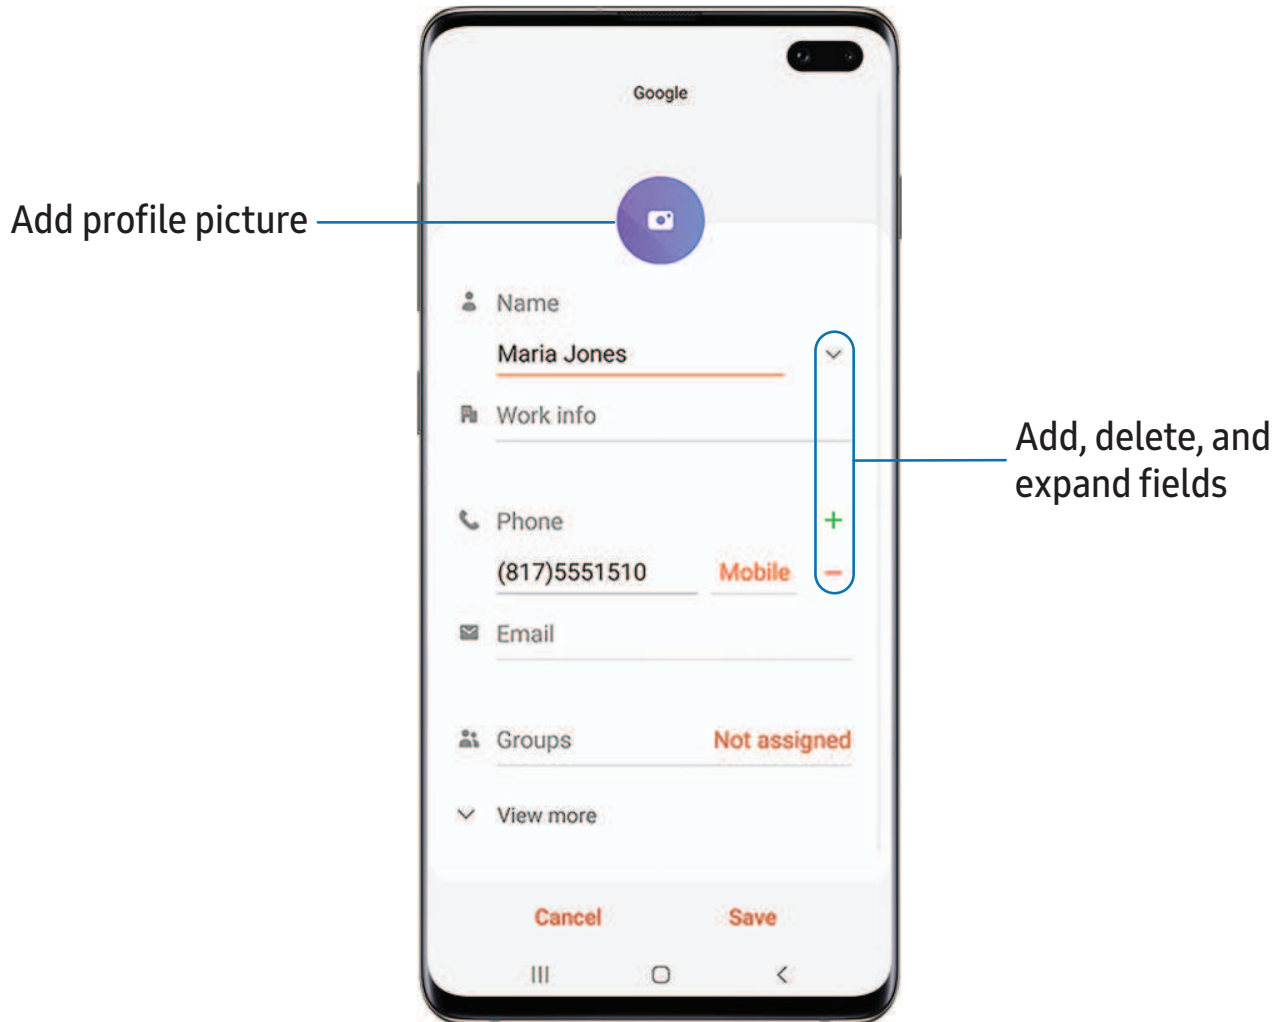 Google
Add profile picture
Name
Maria Jones
Work info
Add, delete, and
expand fields
Phone
(817)5551510 Mobile
Email
Groups Not assigned
View more
Cancel Save